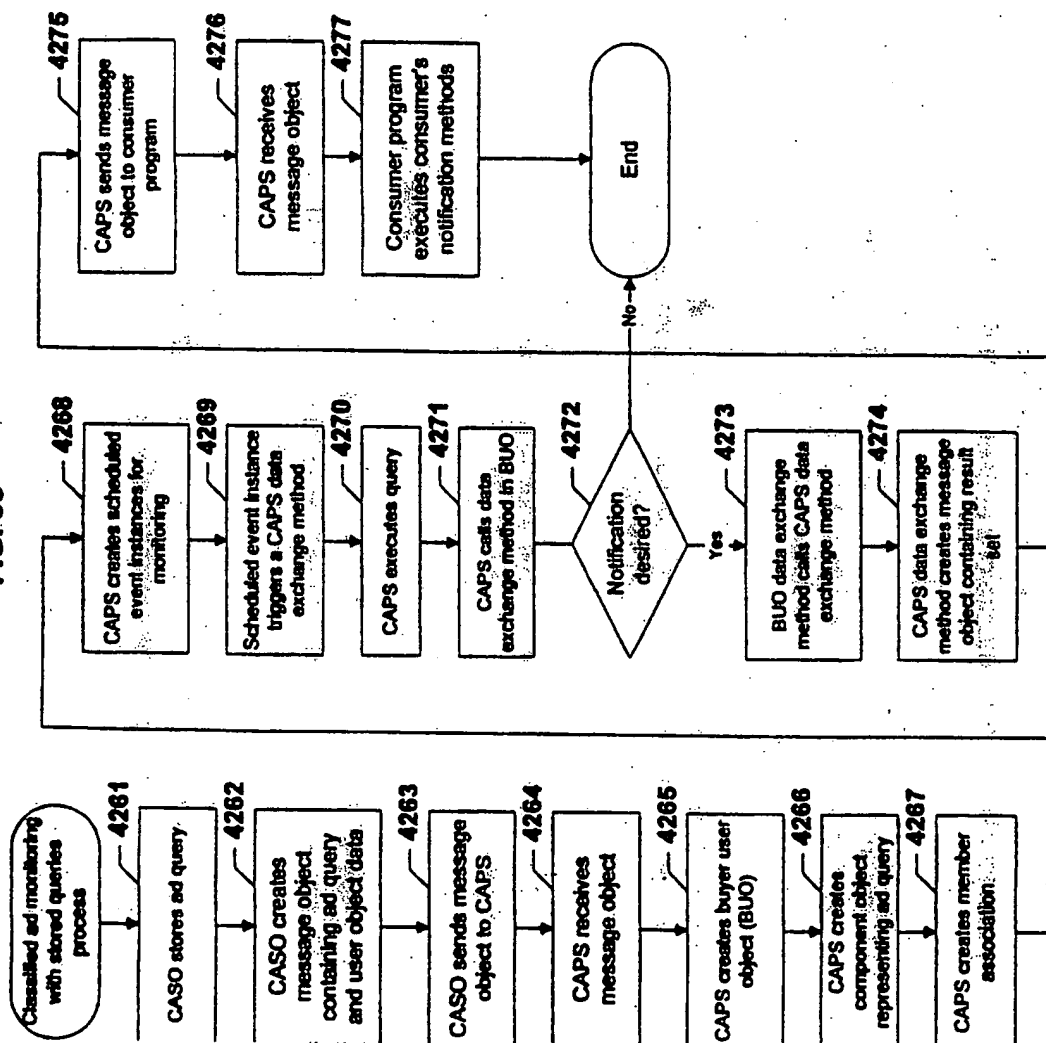 Classified ad monitoring
with stored queries
process
4261
CASO stores ad query
4262
CASO creates
message object
containing ad query
and user object data
4263
CASO sends message
object to CAPS
4264
CAPS receives
message object
4265
CAPS creates buyer user
object (BUO)
4266
CAPS creates
component object
representing ad query
4267
CAPS creates member
association
4268
CAPS creates scheduled
event instances for
monitoring
4269
Scheduled event instance
triggers a CAPS data
exchange method
4270
CAPS executes query
4271
CAPS calls data
exchange method in BUO
4272
Notification
desired?
No
Yes
4273
BUO data exchange
method calls CAPS data
exchange method
4274
CAPS data exchange
method creates message
object containing result
set
4275
CAPS sends message
object to consumer
program
4276
CAPS receives
message object
4277
Consumer program
executes consumer's
notification methods
End